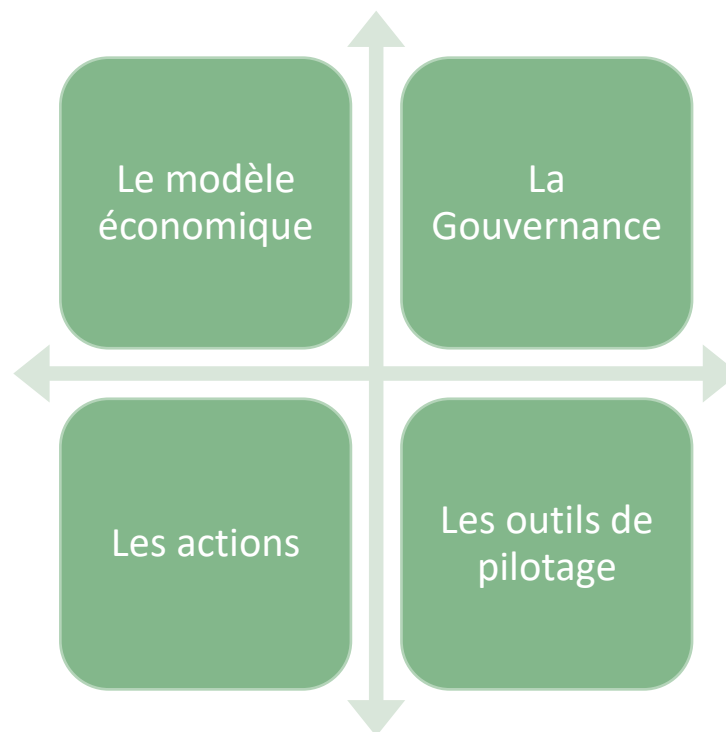 Le modèle
économique
La
Gouvernance
Les actions
Les outils de
pilotage